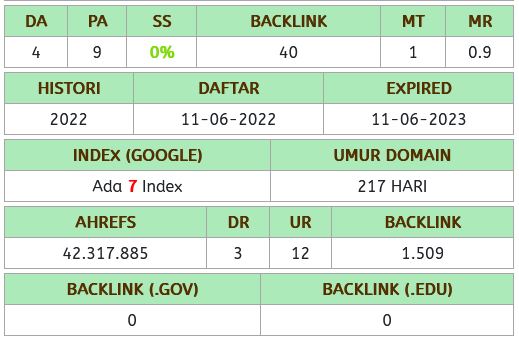 DA PA SS BACKLINK MT MR
4 9 0% 40 1 0.9
HISTORI DAFTAR EXPIRED
2022 11-06-2022 11-06-2023
INDEX (GOOGLE) UMUR DOMAIN
Ada 7 Index 217 HARI
AHREFS DR UR BACKLINK
42.317.885 3 12 1.509
BACKLINK (.GOV) BACKLINK (.EDU)
0 0